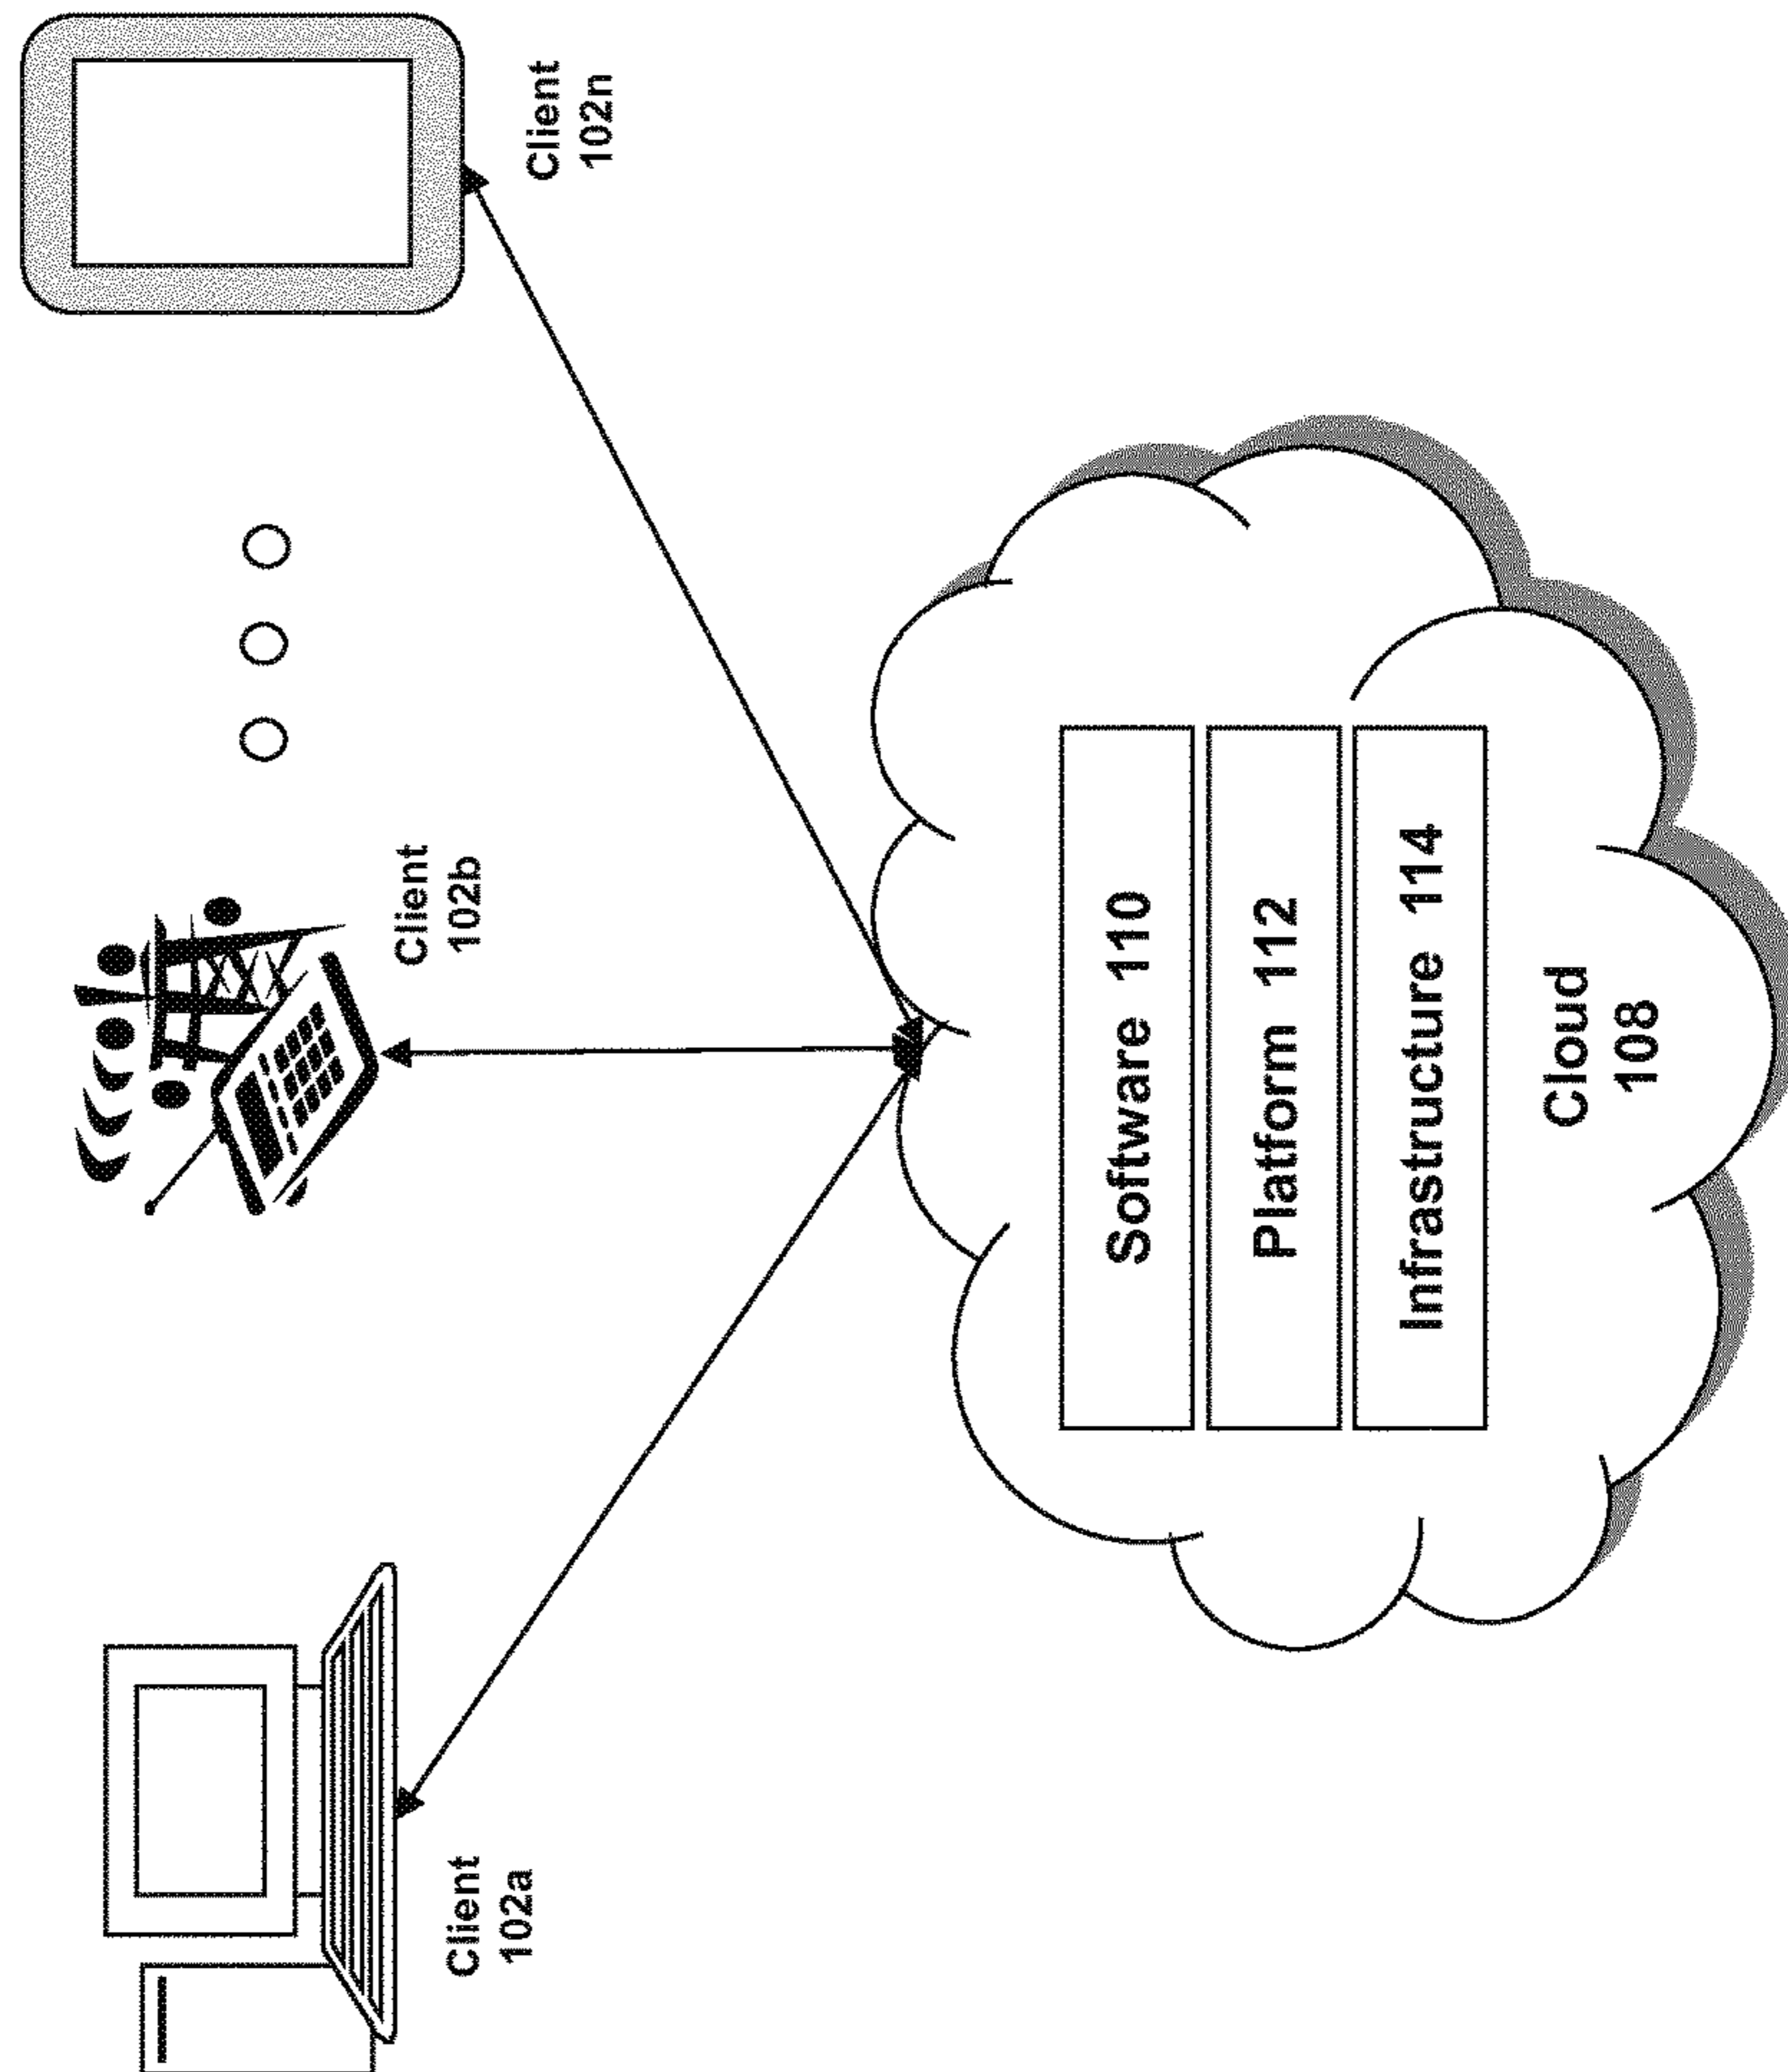 Client
102a
Client
102b
Client
102n
Software 110
Platform 112
Infrastructure 114
Cloud
108